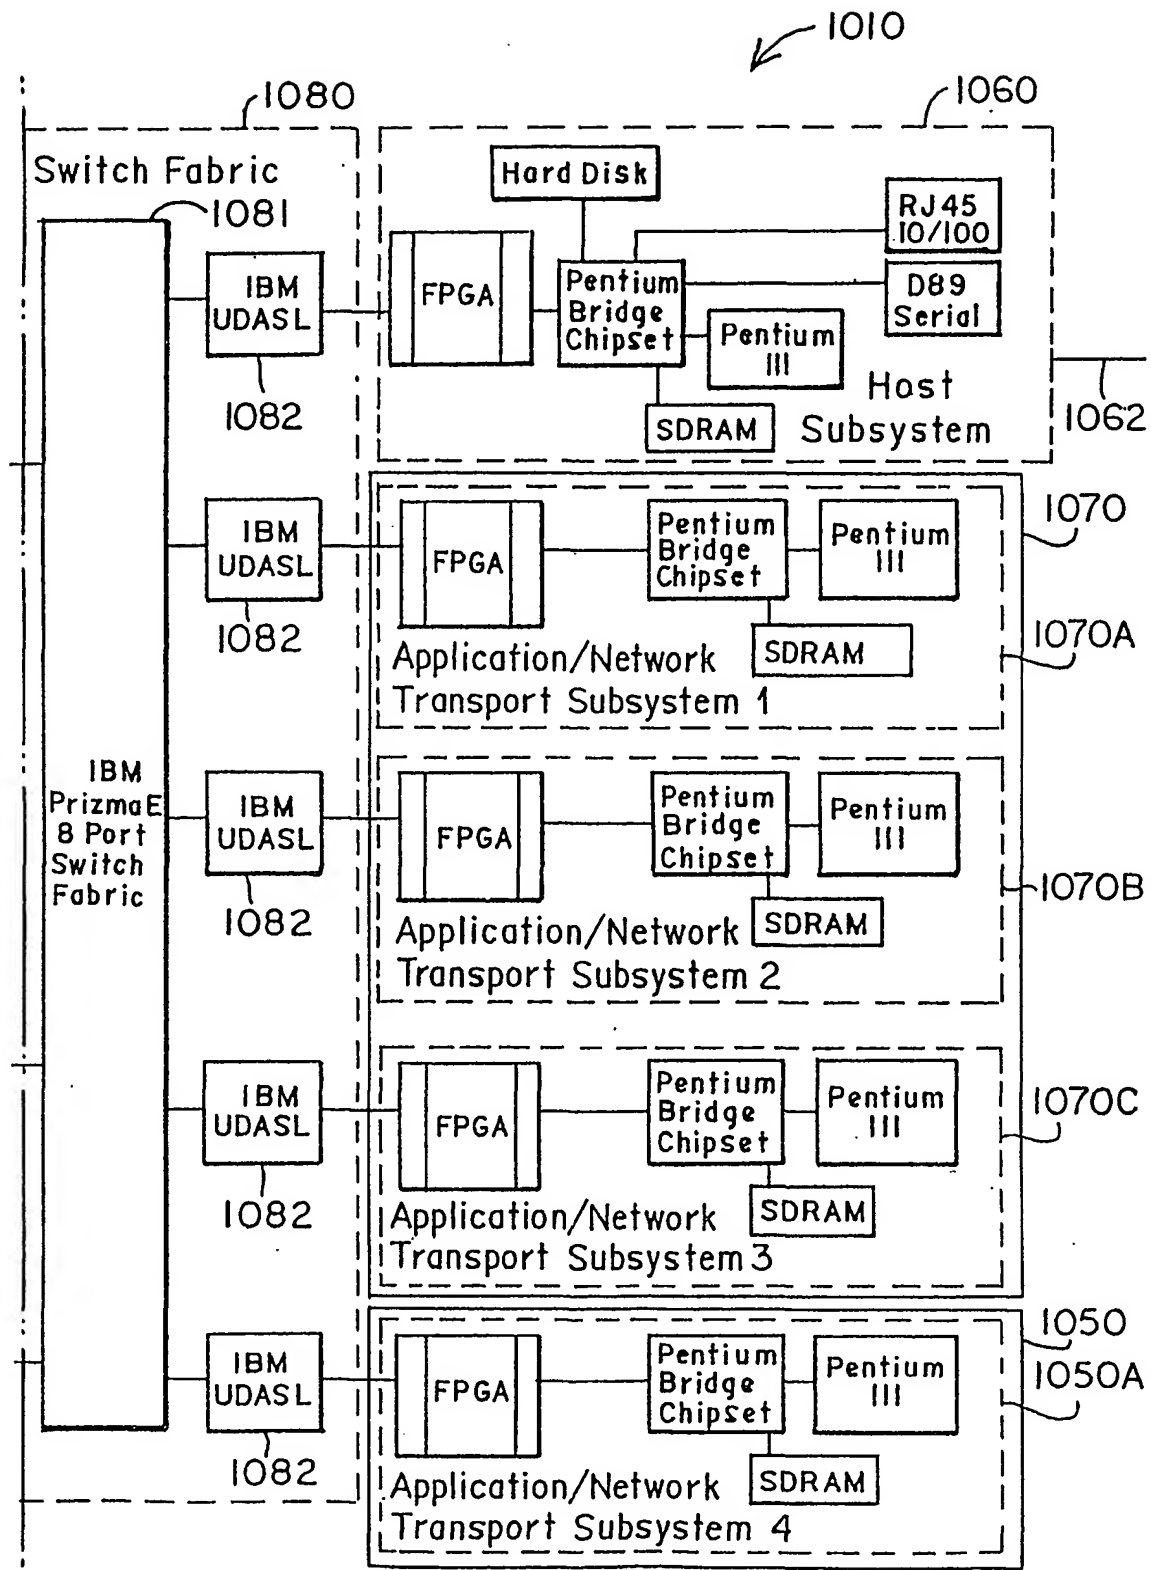 1010
1080
1060
Switch Fabric
1081
Hard Disk
RJ45
10/100
IBM
UDASL
FPGA
Pentium
Bridge
Chipset
D89
Serial
Pentium
III
1082
SDRAM
Host
Subsystem
1062
IBM
UDASL
FPGA
Pentium
Bridge
Chipset
Pentium
III
1070
1082
SDRAM
1070A
Application/Network
Transport Subsystem 1
IBM
PrizmaE
8 Port
Switch
Fabric
IBM
UDASL
FPGA
Pentium
Bridge
Chipset
Pentium
III
1070B
1082
SDRAM
Application/Network
Transport Subsystem 2
IBM
UDASL
FPGA
Pentium
Bridge
Chipset
Pentium
III
1070C
1082
SDRAM
Application/Network
Transport Subsystem 3
IBM
UDASL
FPGA
Pentium
Bridge
Chipset
Pentium
III
1050
1050A
1082
SDRAM
Application/Network
Transport Subsystem 4